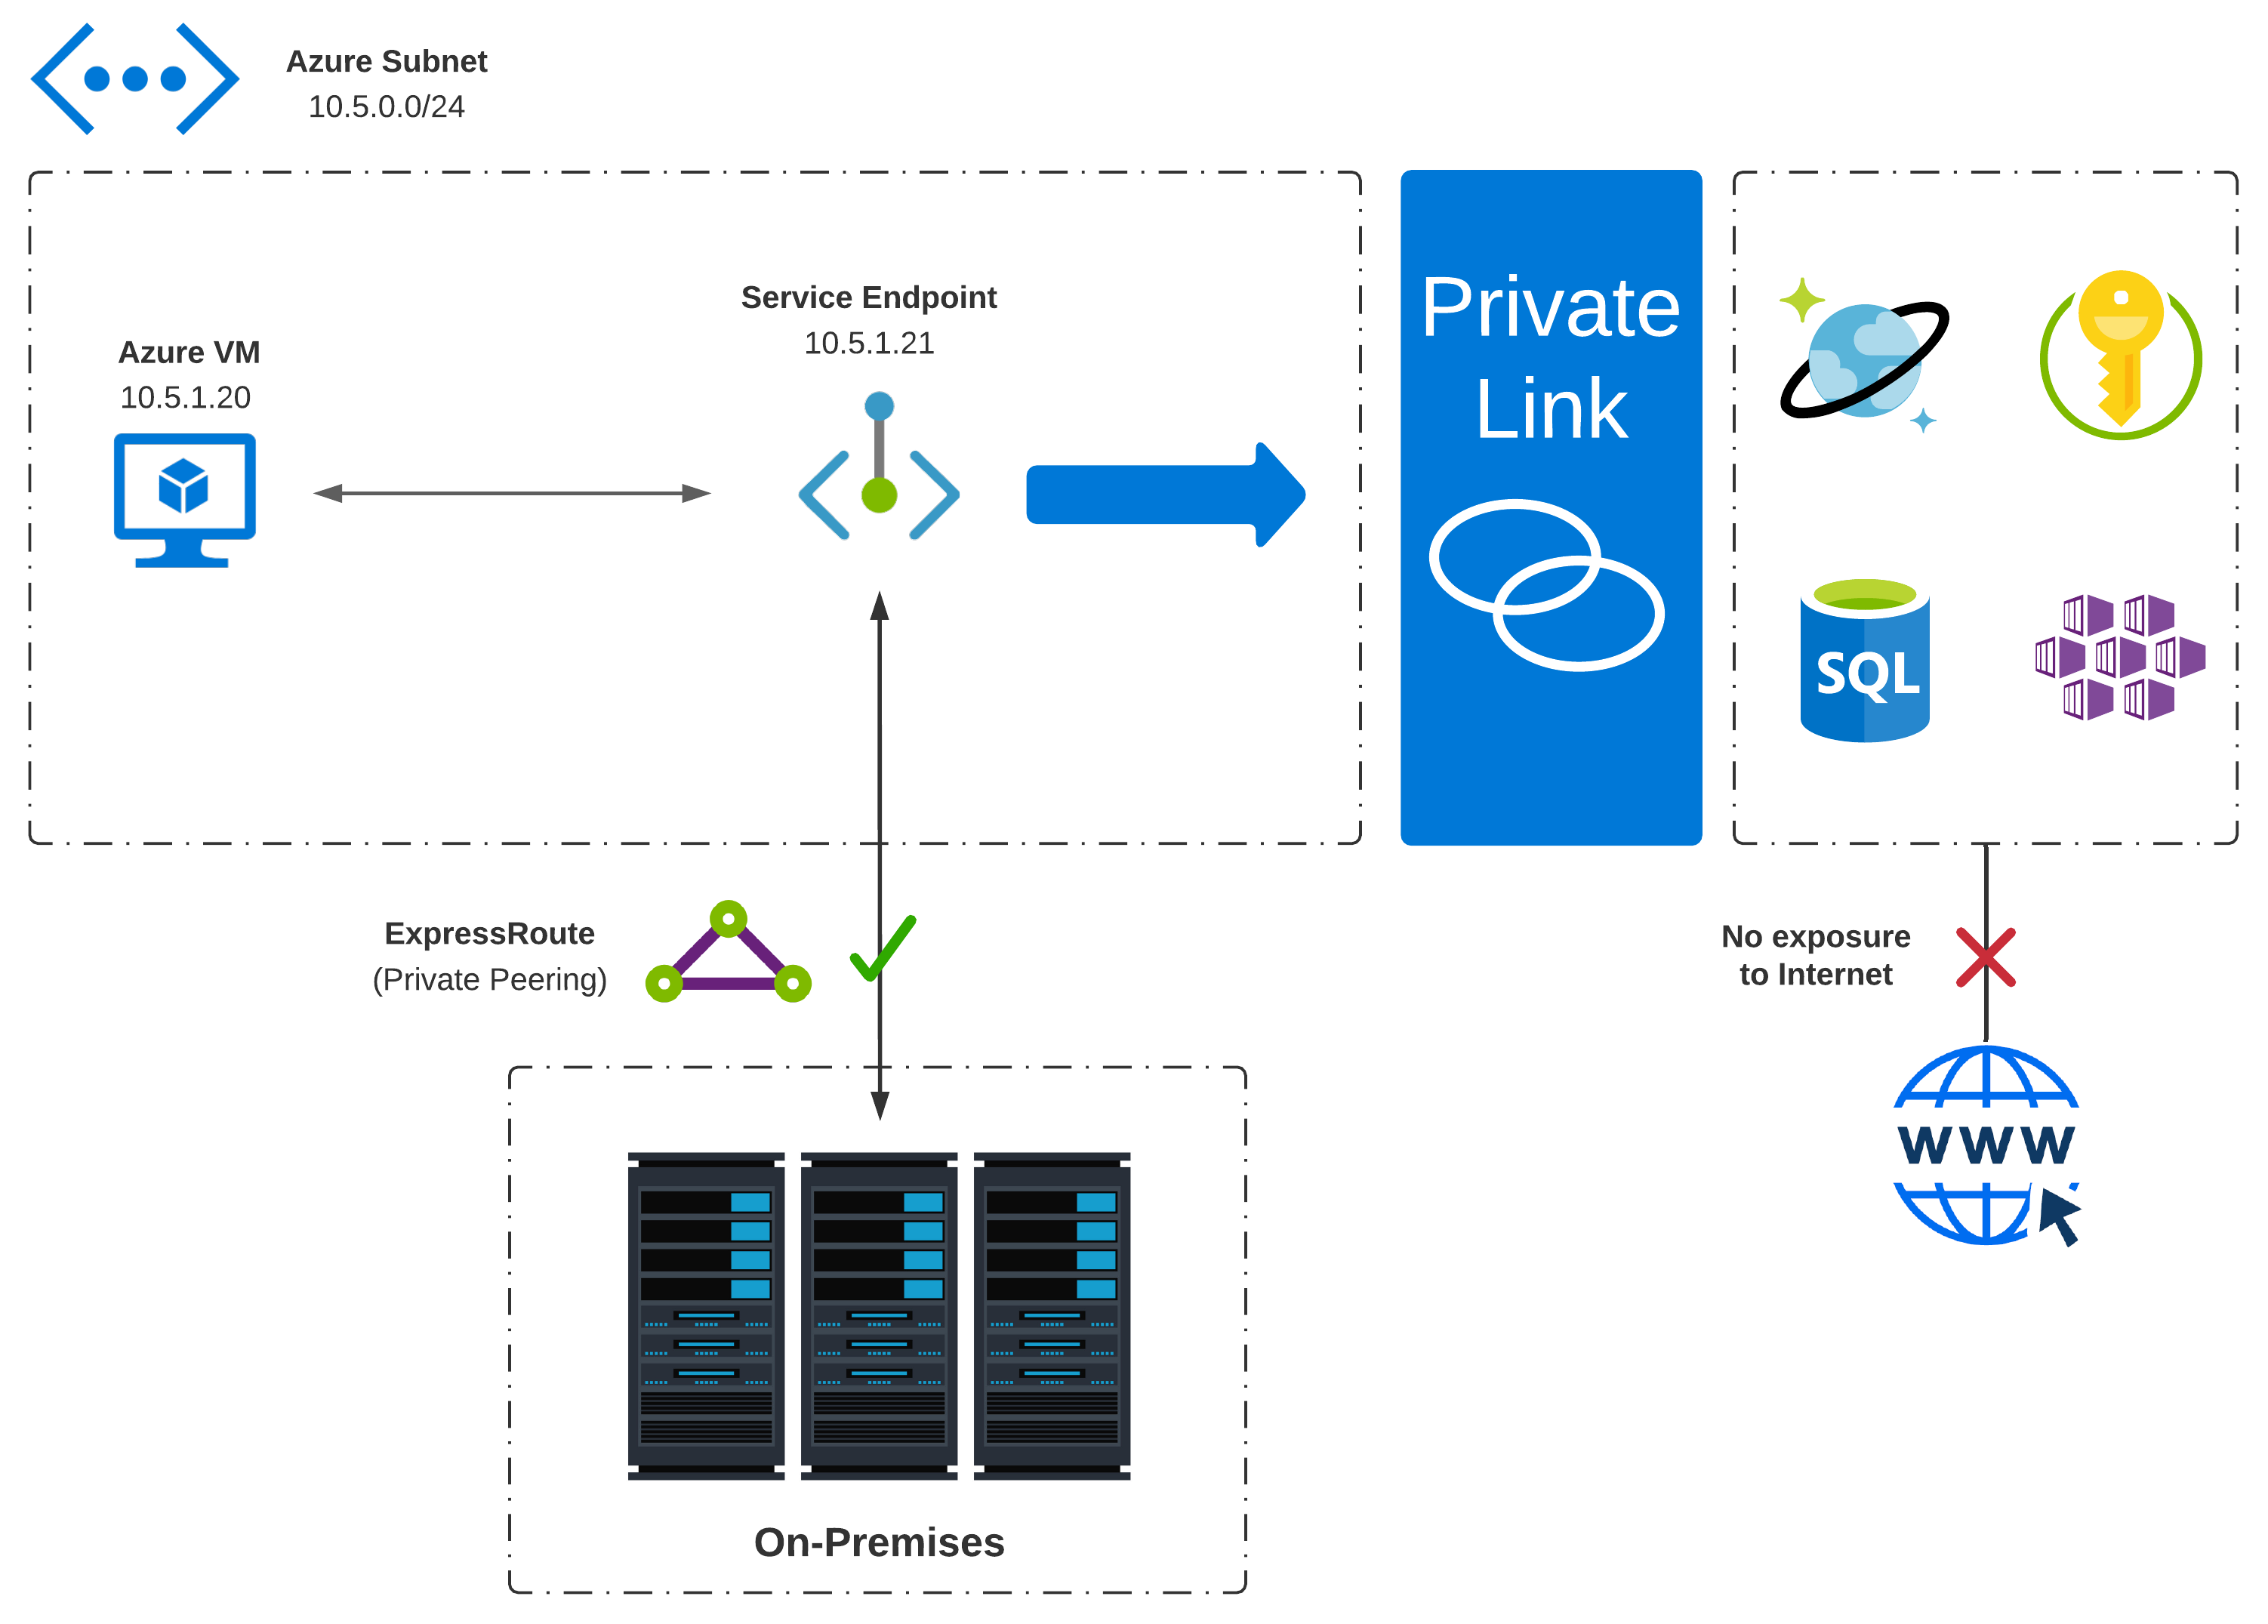 Azure Subnet
10.5.0.0/24
Service Endpoint
10.5.1.21
Azure VM
10.5.1.20
Private
Link
SQL
ExpressRoute
(Private Peering)
No exposure
to Internet
www
On-Premises